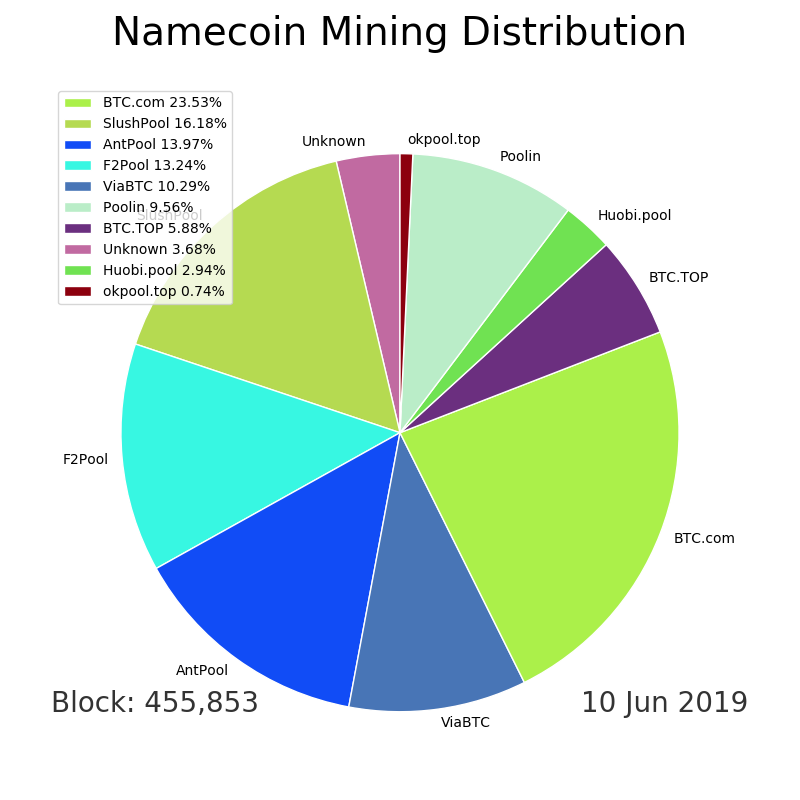 Namecoin Mining Distribution
BTC.com 23.53%
SlushPool 16.18%
AntPool 13.97%
F2Pool 13.24%
ViaBTC 10.29%
Poolin 9.56%
BTC.TOP 5.88%
Unknown 3.68%
Huobi.pool 2.94%
okpool.top 0.74%
Unknown
okpool.top
Poolin
SlushPool
Huobi.pool
BTC.TOP
F2Pool
BTC.com
AntPool
ViaBTC
Block: 455,853
10 Jun 2019